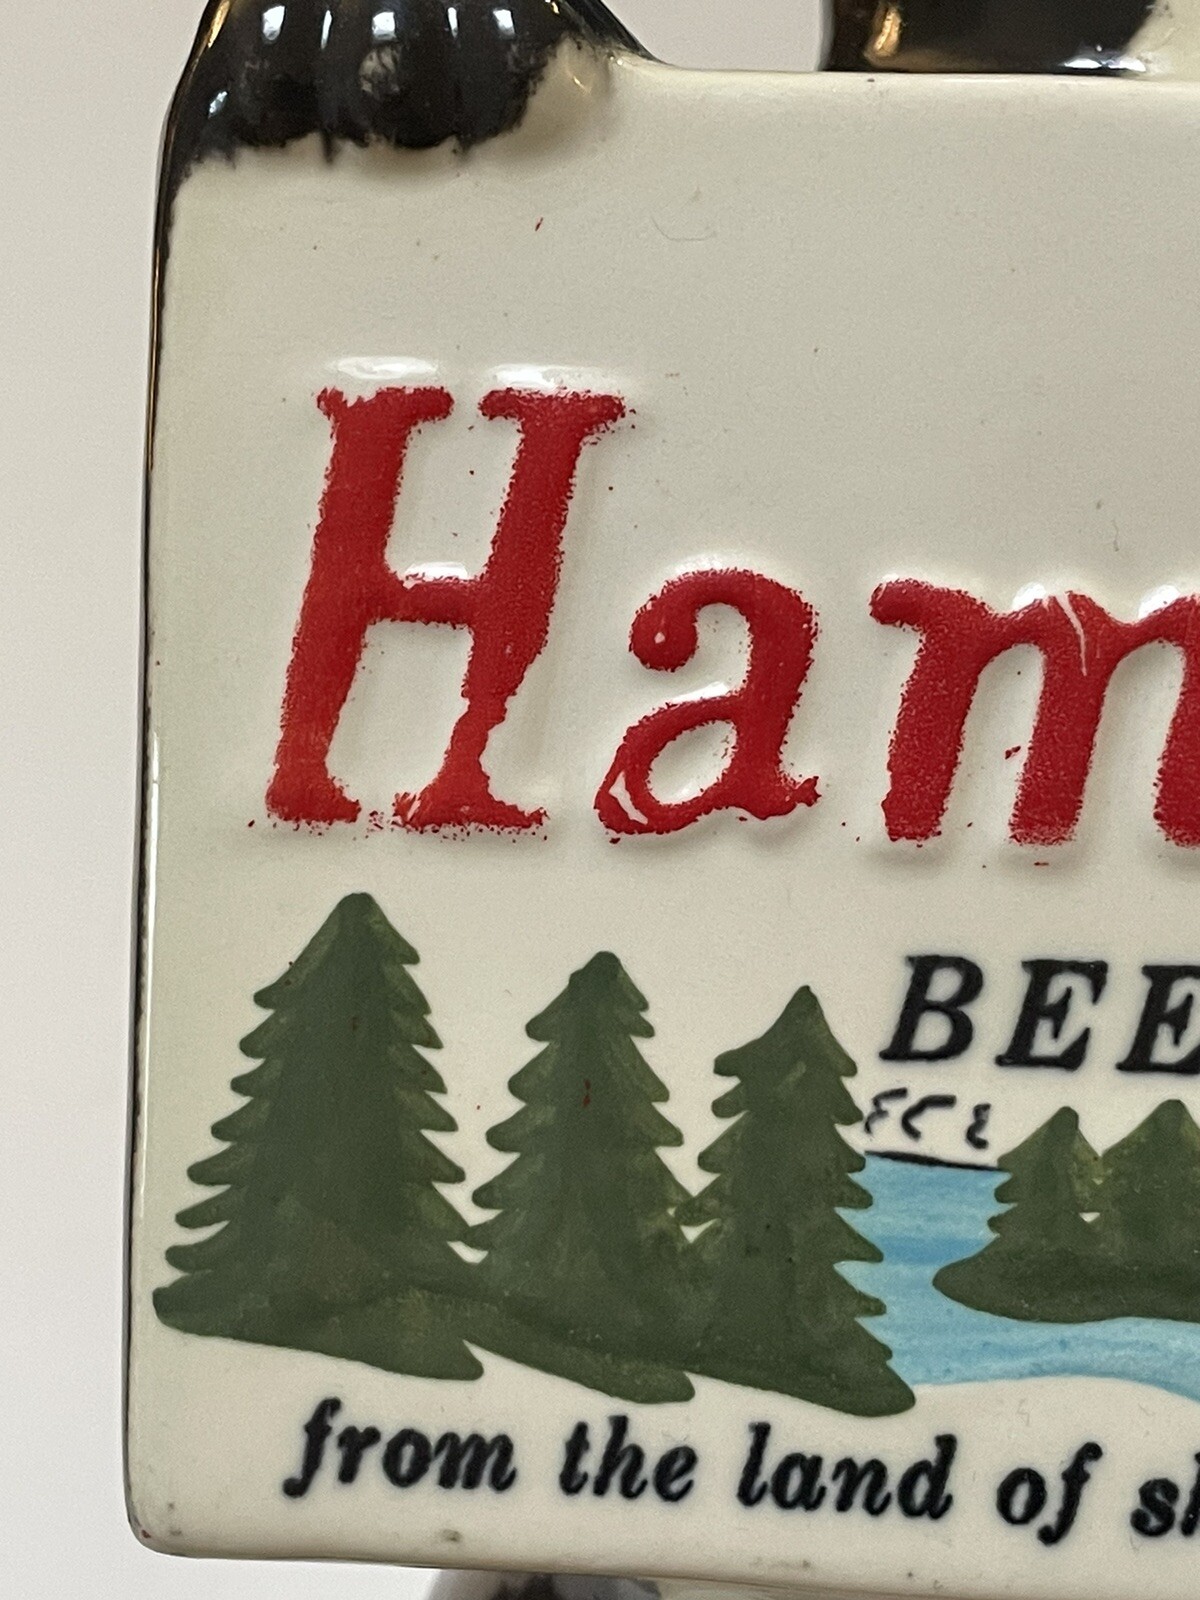 Ham
BEE
from the land of s